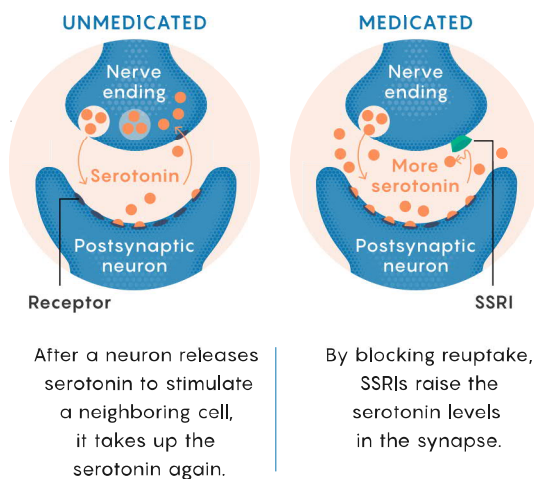 UNMEDICATED
Nerve
ending
Serotonin
Postsynaptic
neuron
Receptor
After a neuron releases
serotonin to stimulate
a neighboring cell,
it takes up the
serotonin again.
MEDICATED
Nerve
ending
More
serotonin
Postsynaptic
neuron
SSRI
By blocking reuptake,
SSRIs raise the
serotonin levels
in the synapse.